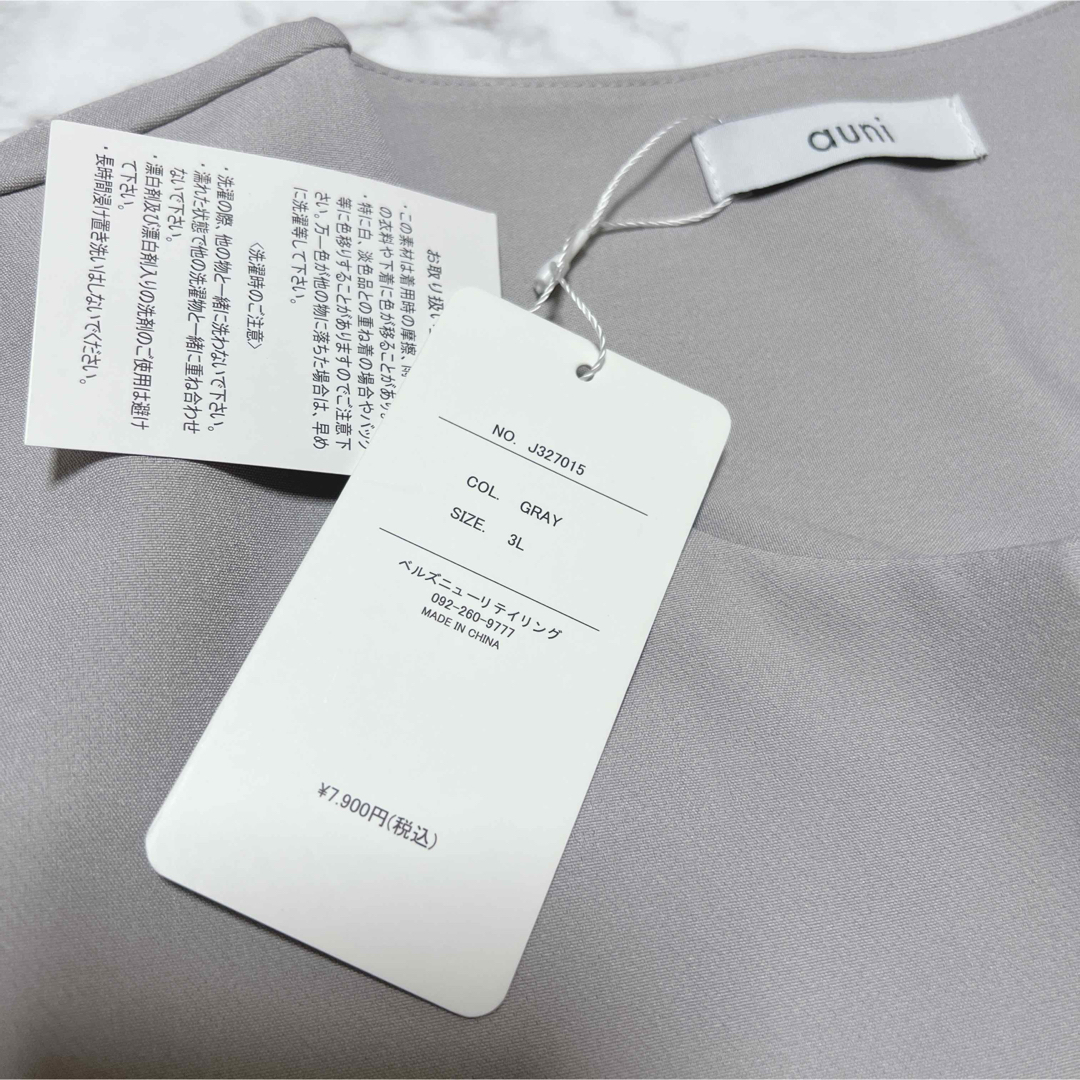 auni
お取り扱い
・この素材は着用時の摩擦、
の衣料や下着に色が移ることがあり
・特に白、淡色品との重ね着の場合やバッグ
等に色移りすることがありますのでご注意下
さい。万一色が他の物に落ちた場合は、早め
に洗濯等して下さい。
〈洗濯時のご注意〉
・洗濯の際、他の物と一緒に洗わないで下さい。
・濡れた状態で他の洗濯物と一緒に重ね合わせ
ないで下さい。
・漂白剤及び漂白剤入りの洗剤のご使用は避け
て下さい。
・長時間浸け置き洗いはしないでください。
NO. J327015
COL. GRAY
SIZE. 3L
ベルズニューリテイリング
092-260-9777
MADE IN CHINA
¥7.900円(税込)